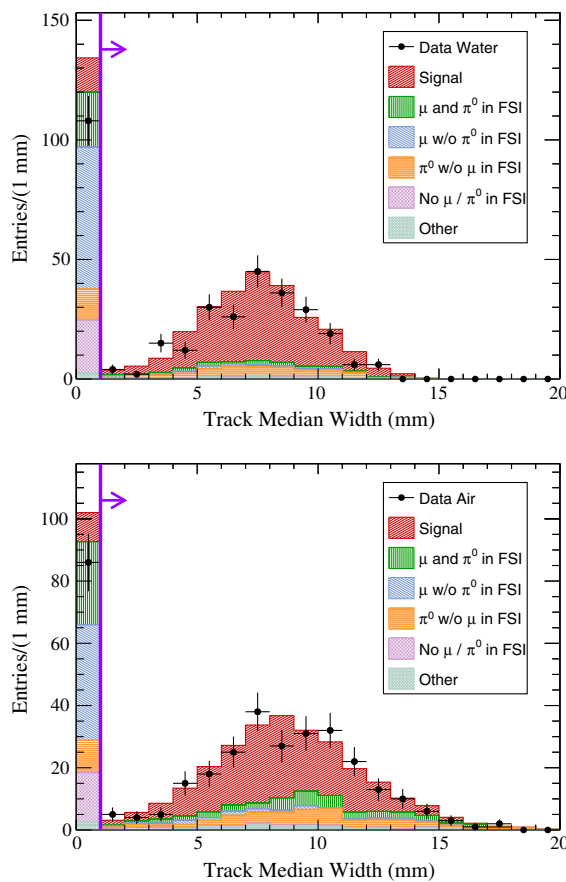 150
100
50
0
Entries/(1 mm)
Data Water
Signal
μ and π⁰ in FSI
μ w/o π⁰ in FSI
π⁰ w/o μ in FSI
No μ / π⁰ in FSI
Other
0 5 10 15 20
Track Median Width (mm)
100
80
60
40
20
0
Entries/(1 mm)
Data Air
Signal
μ and π⁰ in FSI
μ w/o π⁰ in FSI
π⁰ w/o μ in FSI
No μ / π⁰ in FSI
Other
0 5 10 15 20
Track Median Width (mm)